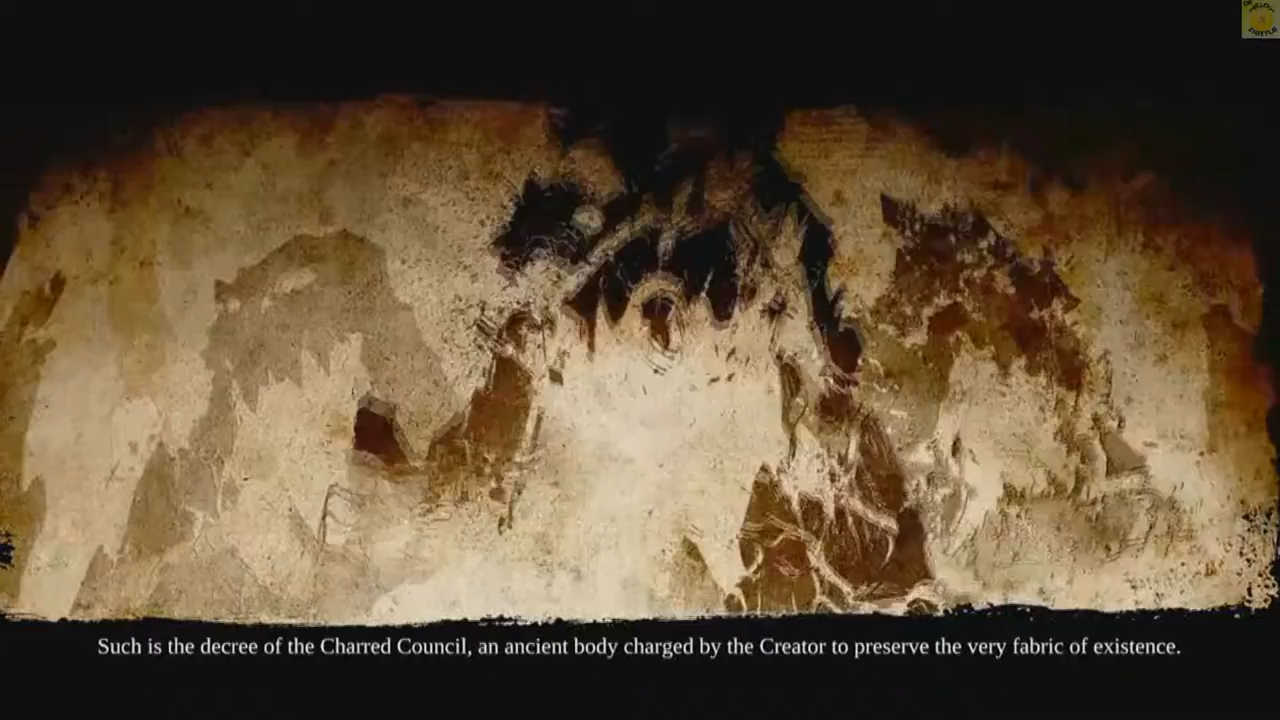 Such is the decree of the Charred Council, an ancient body charged by the Creator to preserve the very fabric of existence.